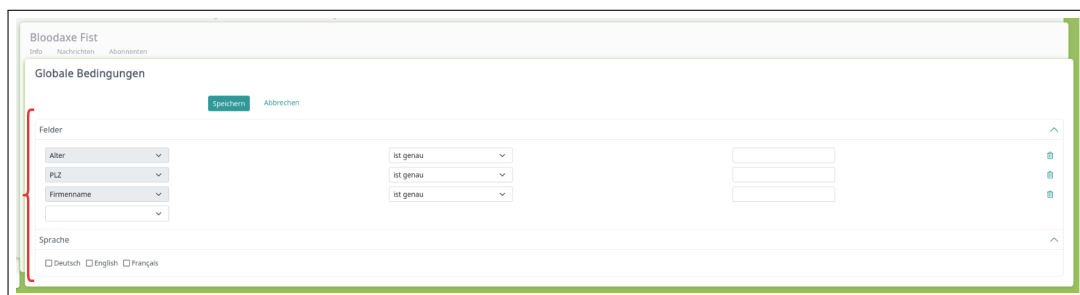 Bloodaxe Fist
Info Nachrichten Abonnenten
Globale Bedingungen
Speichern Abbrechen
Felder
Alter ist genau
PLZ ist genau
Firmenname ist genau
Sprache
Deutsch English Français